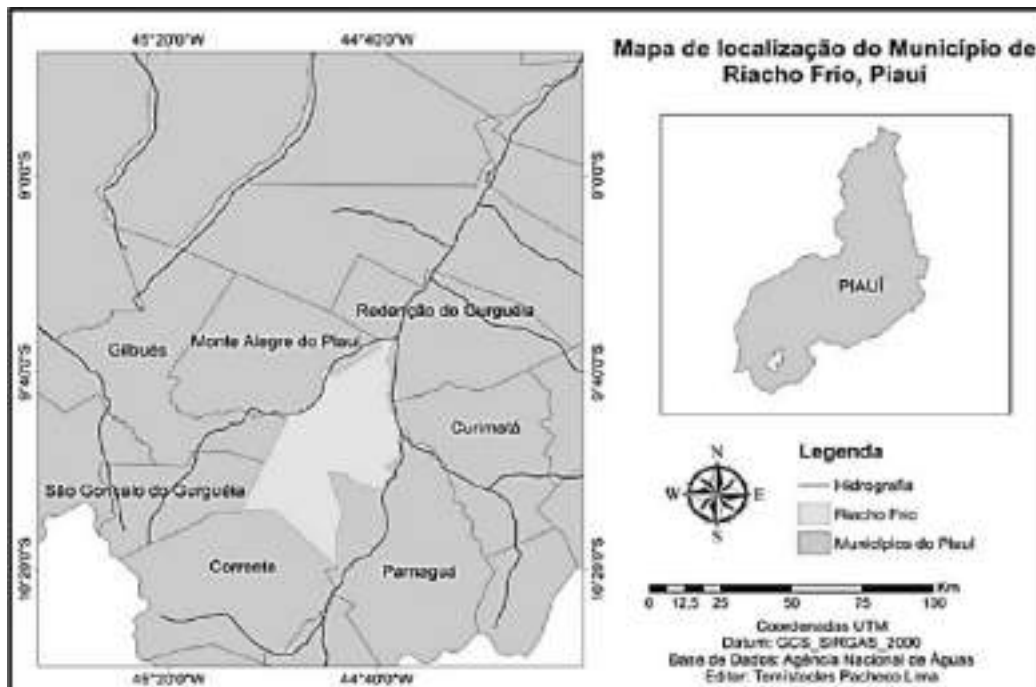 45°20'0"W 44°40'0"W
Mapa de localização do Município de
Riacho Frio, Piauí
9°0'0"S 9°0'0"S
PIAUÍ
Redenção do Gurguéia
Monte Alegre do Piauí
Gilbués
9°40'0"S 9°40'0"S
Curimatá
Legenda
N
W E
S
Hidrografia
São Gonçalo do Gurguéia
Riacho Frio
Municípios do Piauí
Corrente
Parnaguá
10°20'0"S 10°20'0"S
Km
0 12,5 25 50 75 100
Coordenadas UTM
Datum: GCS_SIRGAS_2000
Base de Dados: Agência Nacional de Águas
Editor: Temistocles Pacheco Lima
45°20'0"W 44°40'0"W